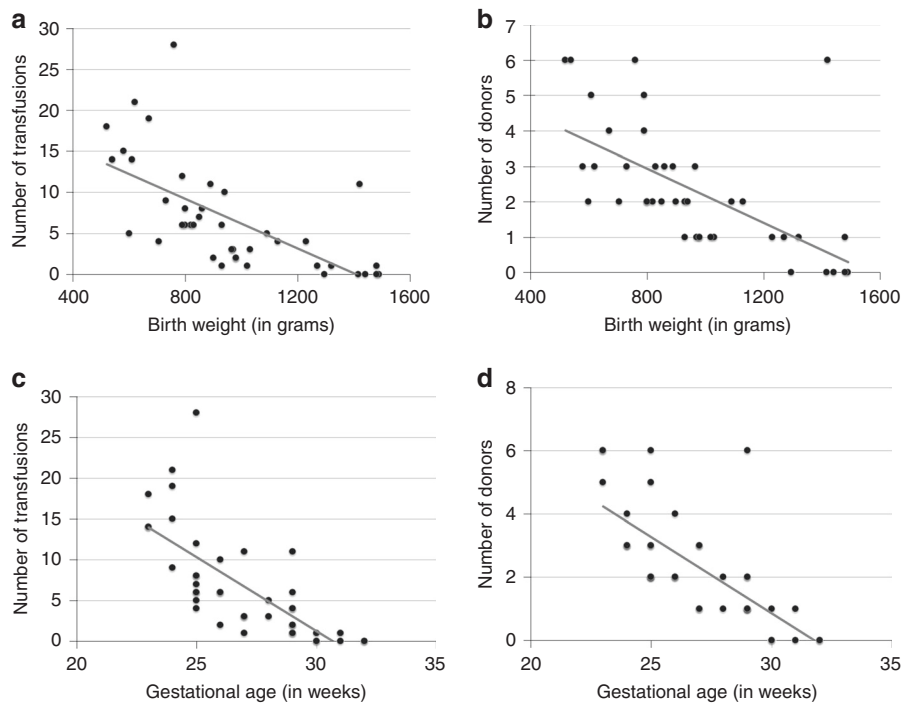 a
30
25
20
15
10
5
0
Number of transfusions
400 800 1200 1600
Birth weight (in grams)
b
7
6
5
4
3
2
1
0
Number of donors
400 800 1200 1600
Birth weight (in grams)
c
30
25
20
15
10
5
0
Number of transfusions
20 25 30 35
Gestational age (in weeks)
d
8
6
4
2
0
Number of donors
20 25 30 35
Gestational age (in weeks)